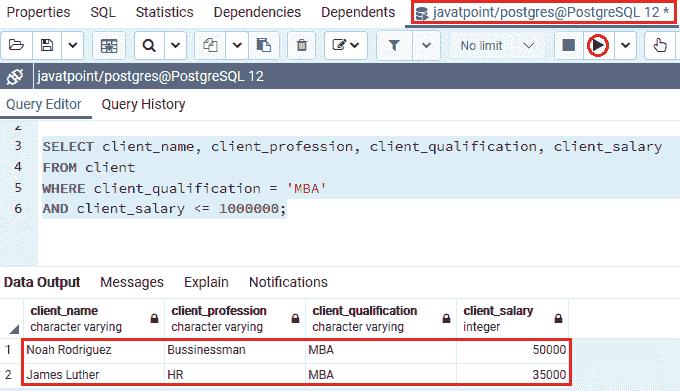 Properties SQL Statistics Dependencies Dependents javatpoint/postgres@PostgreSQL 12 *
No limit
javatpoint/postgres@PostgreSQL 12
Query Editor Query History
2
3 SELECT client_name, client_profession, client_qualification, client_salary
4 FROM client
5 WHERE client_qualification = 'MBA'
6 AND client_salary <= 1000000;
Data Output Messages Explain Notifications
client_name client_profession client_qualification client_salary
character varying character varying character varying integer
1 Noah Rodriguez Bussinessman MBA 50000
2 James Luther HR MBA 35000